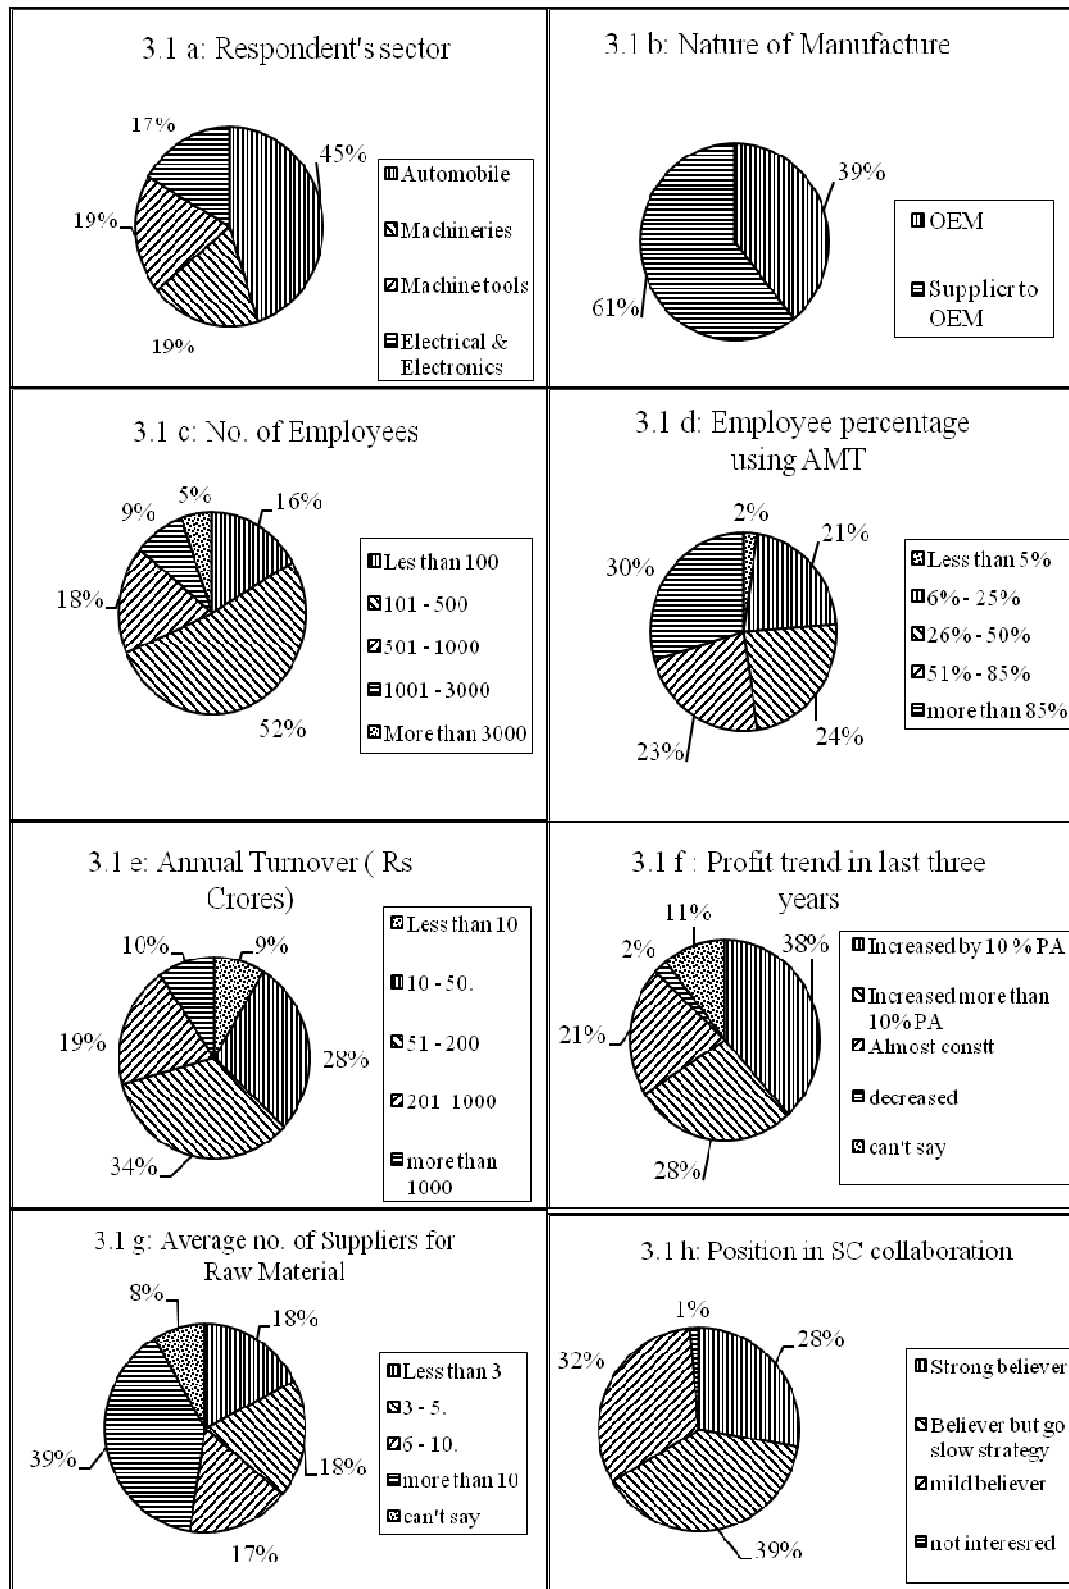 3.1 a: Respondent's sector
17%
45%
19%
19%
Automobile
Machineries
Machine tools
Electrical &
Electronics
3.1 b: Nature of Manufacture
39%
61%
OEM
Supplier to
OEM
3.1 c: No. of Employees
5%
16%
9%
18%
52%
Les than 100
101 - 500
501 - 1000
1001 - 3000
More than 3000
3.1 d: Employee percentage
using AMT
2%
21%
30%
23%
24%
Less than 5%
6% - 25%
26% - 50%
51% - 85%
more than 85%
3.1 e: Annual Turnover ( Rs
Crores)
10%
9%
19%
28%
34%
Less than 10
10 - 50.
51 - 200
201- 1000
more than
1000
3.1 f : Profit trend in last three
years
11%
2%
38%
21%
28%
Increased by 10 % PA
Increased more than
10% PA
Almost constt
decreased
can't say
3.1 g: Average no. of Suppliers for
Raw Material
8%
18%
39%
18%
17%
Less than 3
3 - 5.
6 - 10.
more than 10
can't say
3.1 h: Position in SC collaboration
1%
28%
32%
39%
Strong believer
Believer but go
slow strategy
mild believer
not interesred